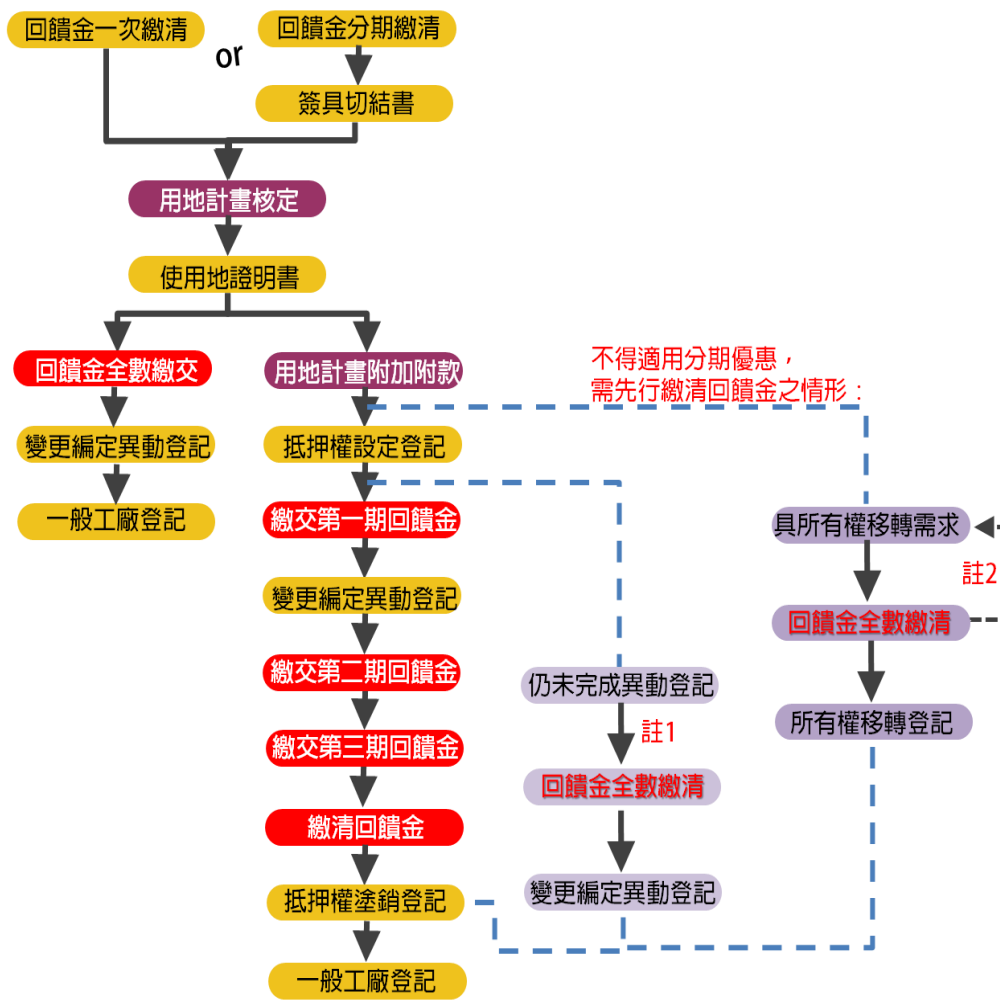 回饋金一次繳清
or
回饋金分期繳清
簽具切結書
用地計畫核定
使用地證明書
回饋金全數繳交
變更編定異動登記
一般工廠登記
用地計畫附加附款
抵押權設定登記
繳交第一期回饋金
變更編定異動登記
繳交第二期回饋金
繳交第三期回饋金
繳清回饋金
抵押權塗銷登記
一般工廠登記
不得適用分期優惠，
需先行繳清回饋金之情形：
仍未完成異動登記
註1
回饋金全數繳清
變更編定異動登記
具所有權移轉需求
註2
回饋金全數繳清
所有權移轉登記